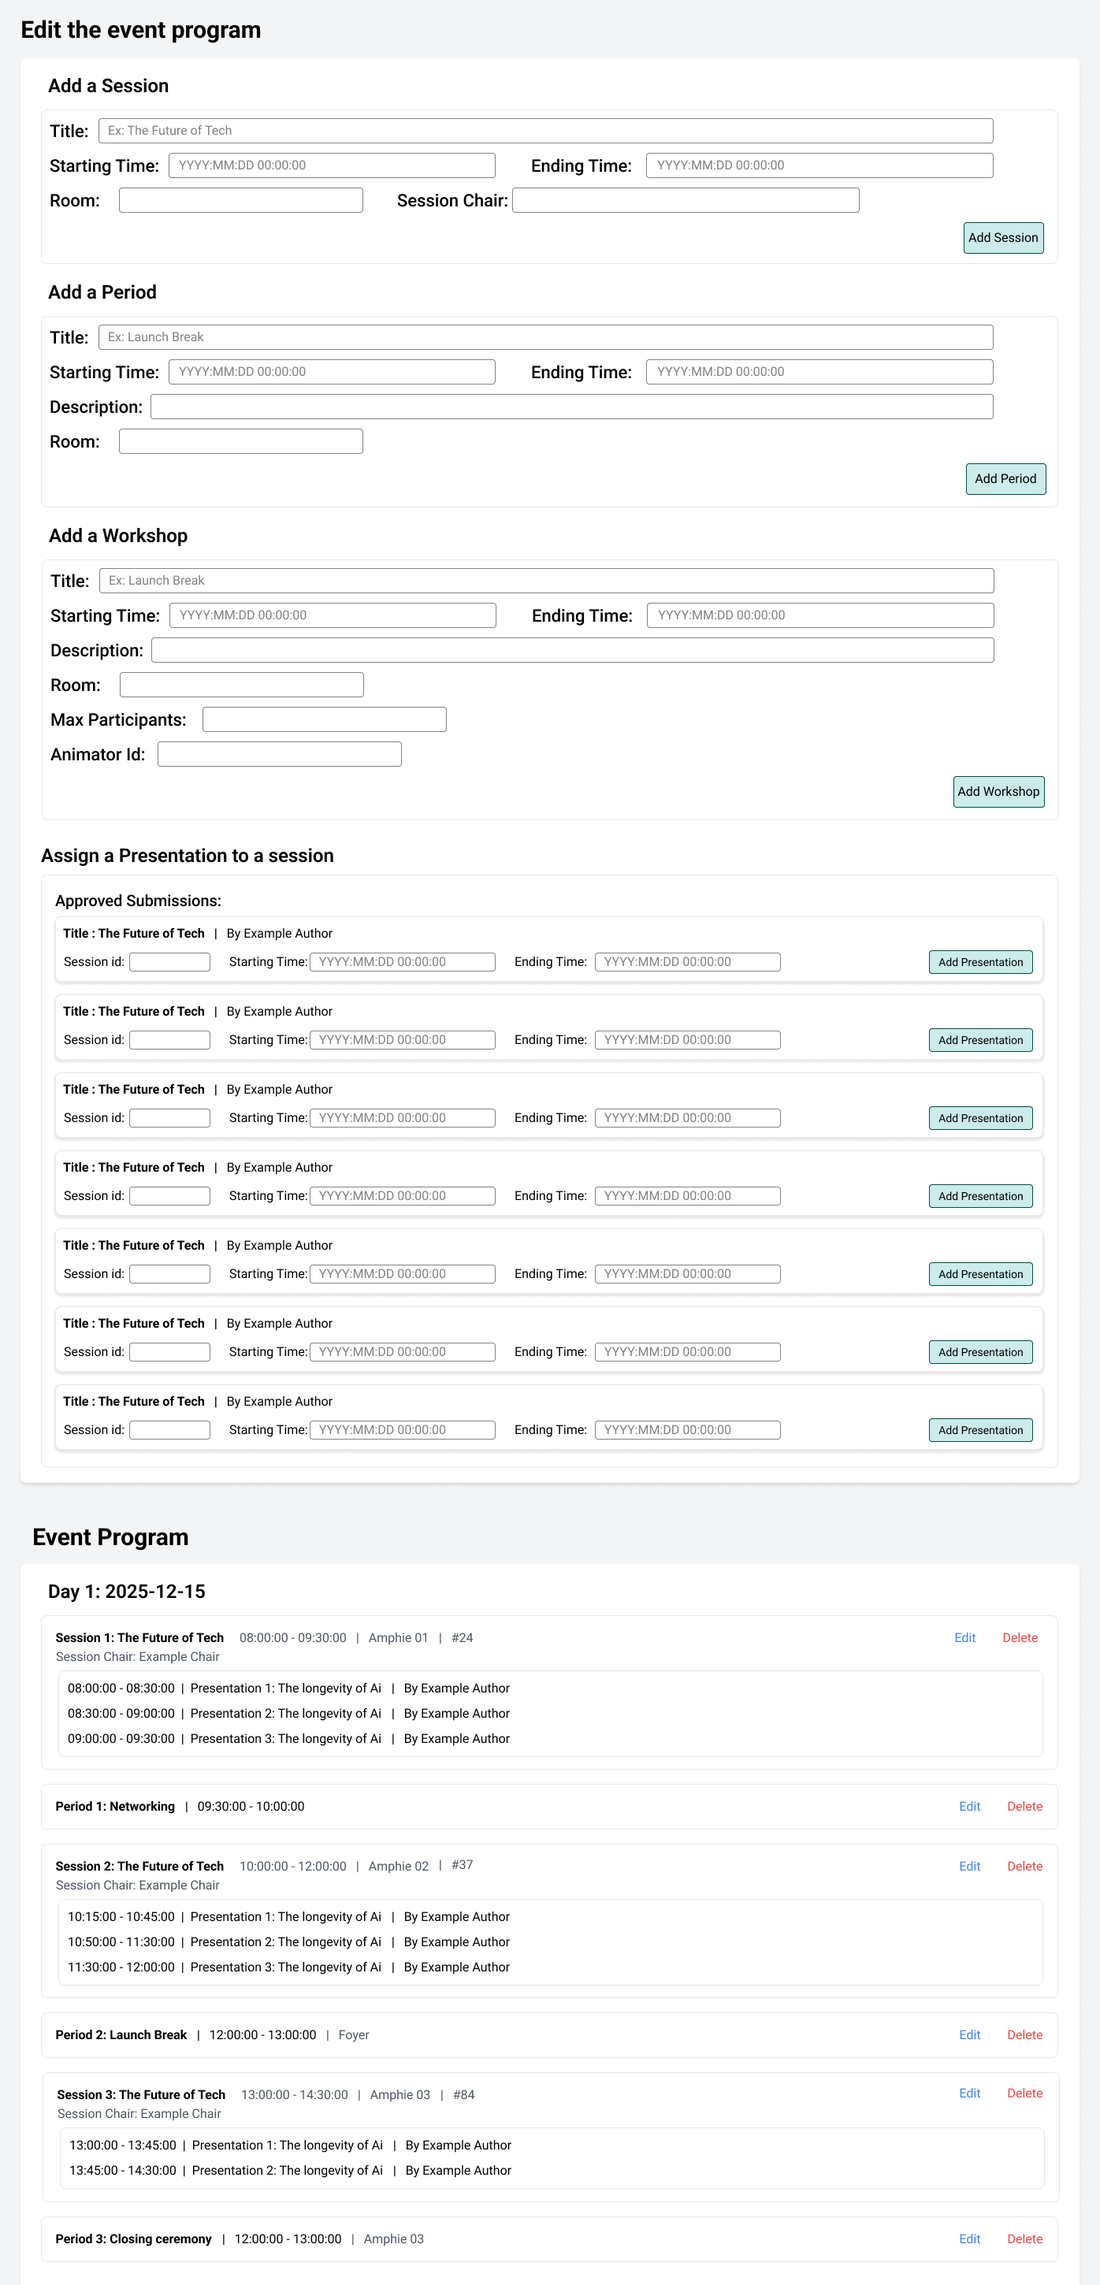 Edit the event program
Add a Session
Title: Ex: The Future of Tech
Starting Time: YYYY:MM:DD 00:00:00 Ending Time: YYYY:MM:DD 00:00:00
Room: Session Chair:
Add Session
Add a Period
Title: Ex: Launch Break
Starting Time: YYYY:MM:DD 00:00:00 Ending Time: YYYY:MM:DD 00:00:00
Description:
Room:
Add Period
Add a Workshop
Title: Ex: Launch Break
Starting Time: YYYY:MM:DD 00:00:00 Ending Time: YYYY:MM:DD 00:00:00
Description:
Room:
Max Participants:
Animator Id:
Add Workshop
Assign a Presentation to a session
Approved Submissions:
Title : The Future of Tech | By Example Author
Session id: Starting Time: YYYY:MM:DD 00:00:00 Ending Time: YYYY:MM:DD 00:00:00 Add Presentation
Title : The Future of Tech | By Example Author
Session id: Starting Time: YYYY:MM:DD 00:00:00 Ending Time: YYYY:MM:DD 00:00:00 Add Presentation
Title : The Future of Tech | By Example Author
Session id: Starting Time: YYYY:MM:DD 00:00:00 Ending Time: YYYY:MM:DD 00:00:00 Add Presentation
Title : The Future of Tech | By Example Author
Session id: Starting Time: YYYY:MM:DD 00:00:00 Ending Time: YYYY:MM:DD 00:00:00 Add Presentation
Title : The Future of Tech | By Example Author
Session id: Starting Time: YYYY:MM:DD 00:00:00 Ending Time: YYYY:MM:DD 00:00:00 Add Presentation
Title : The Future of Tech | By Example Author
Session id: Starting Time: YYYY:MM:DD 00:00:00 Ending Time: YYYY:MM:DD 00:00:00 Add Presentation
Title : The Future of Tech | By Example Author
Session id: Starting Time: YYYY:MM:DD 00:00:00 Ending Time: YYYY:MM:DD 00:00:00 Add Presentation
Event Program
Day 1: 2025-12-15
Session 1: The Future of Tech 08:00:00 - 09:30:00 | Amphie 01 | #24 Edit Delete
Session Chair: Example Chair
08:00:00 - 08:30:00 | Presentation 1: The longevity of Ai | By Example Author
08:30:00 - 09:00:00 | Presentation 2: The longevity of Ai | By Example Author
09:00:00 - 09:30:00 | Presentation 3: The longevity of Ai | By Example Author
Period 1: Networking | 09:30:00 - 10:00:00 Edit Delete
Session 2: The Future of Tech 10:00:00 - 12:00:00 | Amphie 02 | #37 Edit Delete
Session Chair: Example Chair
10:15:00 - 10:45:00 | Presentation 1: The longevity of Ai | By Example Author
10:50:00 - 11:30:00 | Presentation 2: The longevity of Ai | By Example Author
11:30:00 - 12:00:00 | Presentation 3: The longevity of Ai | By Example Author
Period 2: Launch Break | 12:00:00 - 13:00:00 | Foyer Edit Delete
Session 3: The Future of Tech 13:00:00 - 14:30:00 | Amphie 03 | #84 Edit Delete
Session Chair: Example Chair
13:00:00 - 13:45:00 | Presentation 1: The longevity of Ai | By Example Author
13:45:00 - 14:30:00 | Presentation 2: The longevity of Ai | By Example Author
Period 3: Closing ceremony | 12:00:00 - 13:00:00 | Amphie 03 Edit Delete